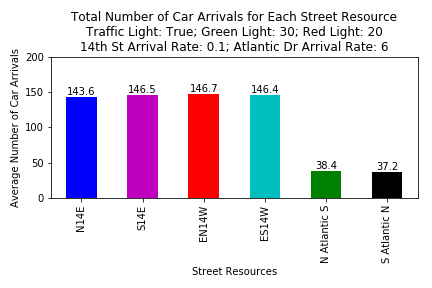 Total Number of Car Arrivals for Each Street Resource
Traffic Light: True; Green Light: 30; Red Light: 20
14th St Arrival Rate: 0.1; Atlantic Dr Arrival Rate: 6
Average Number of Car Arrivals
200
150
100
50
0
143.6
146.5
146.7
146.4
38.4
37.2
N14E
S14E
EN14W
ES14W
N Atlantic S
S Atlantic N
Street Resources